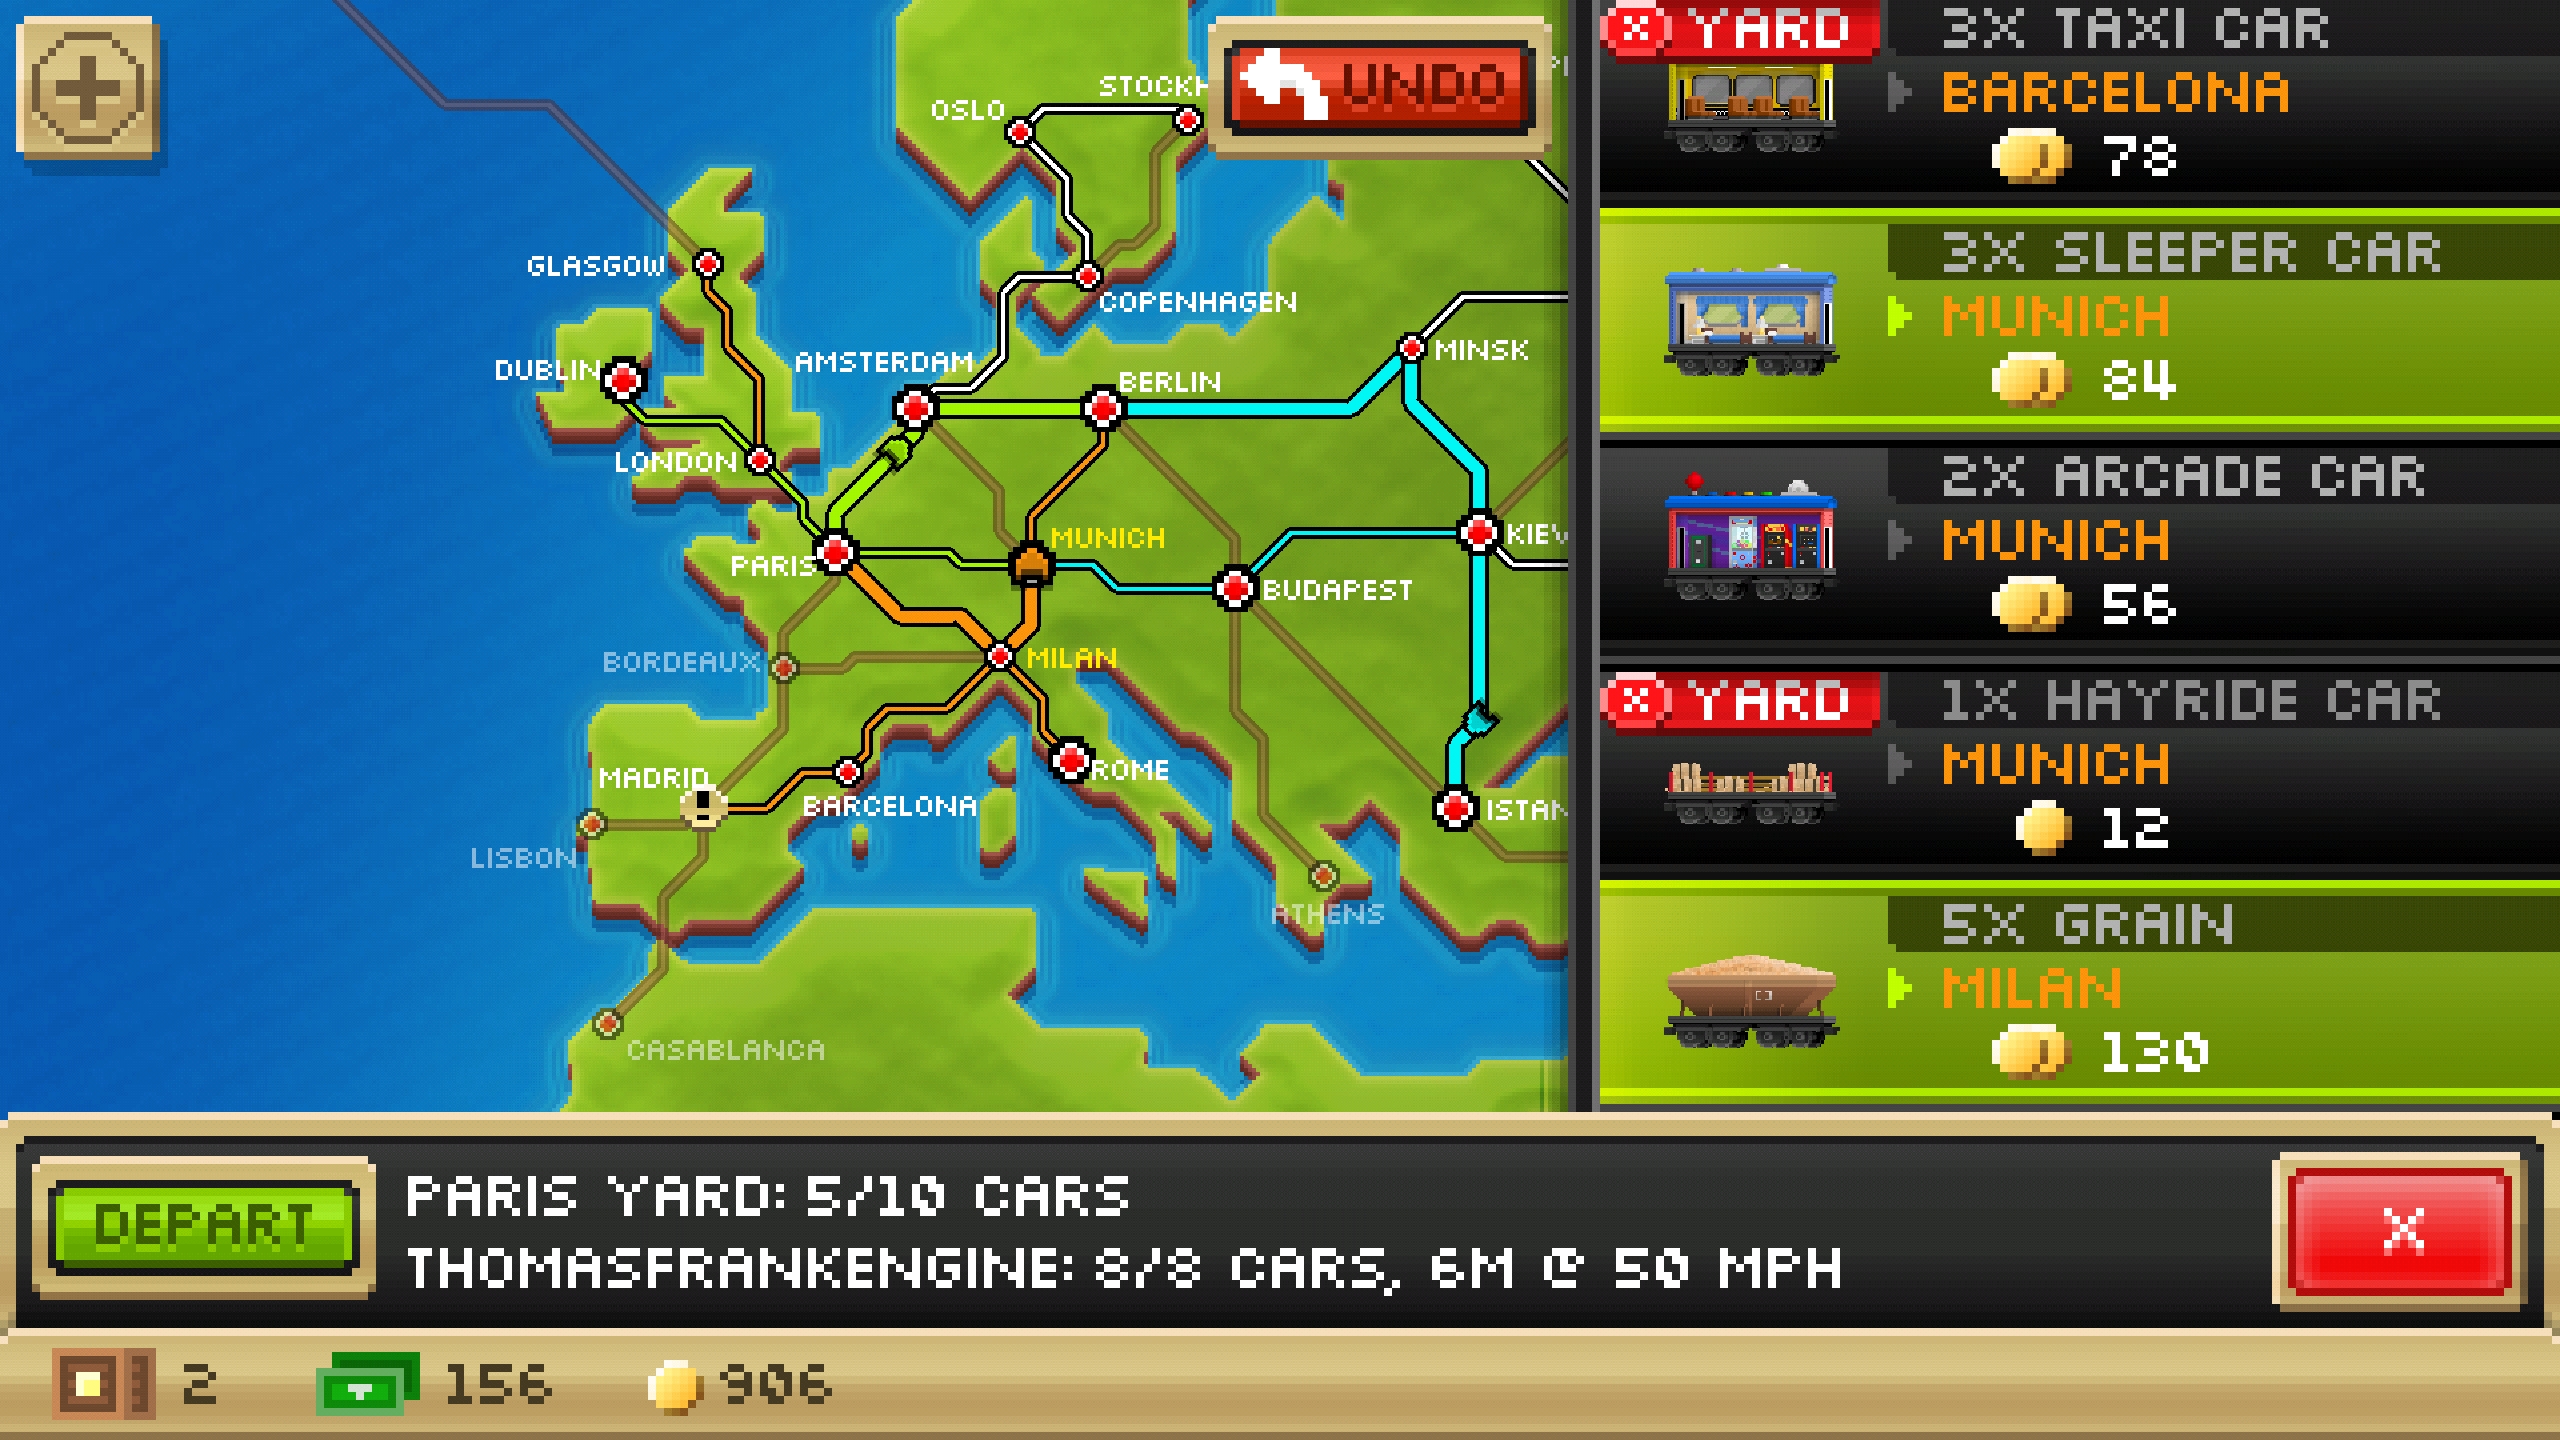 UNDO
STOCKH
OSLO
GLASGOW
COPENHAGEN
DUBLIN
AMSTERDAM
BERLIN
MINSK
LONDON
MUNICH
PARIS
KIEV
BUDAPEST
BORDEAUX
MILAN
MADRID
ROME
BARCELONA
ISTAN
LISBON
ATHENS
CASABLANCA
X YARD
3X TAXI CAR
BARCELONA
78
3X SLEEPER CAR
MUNICH
84
2X ARCADE CAR
MUNICH
56
X YARD
1X HAYRIDE CAR
MUNICH
12
5X GRAIN
MILAN
130
DEPART
PARIS YARD: 5/10 CARS
THOMASFRANKENGINE: 8/8 CARS, 6M @ 50 MPH
X
2
156
906